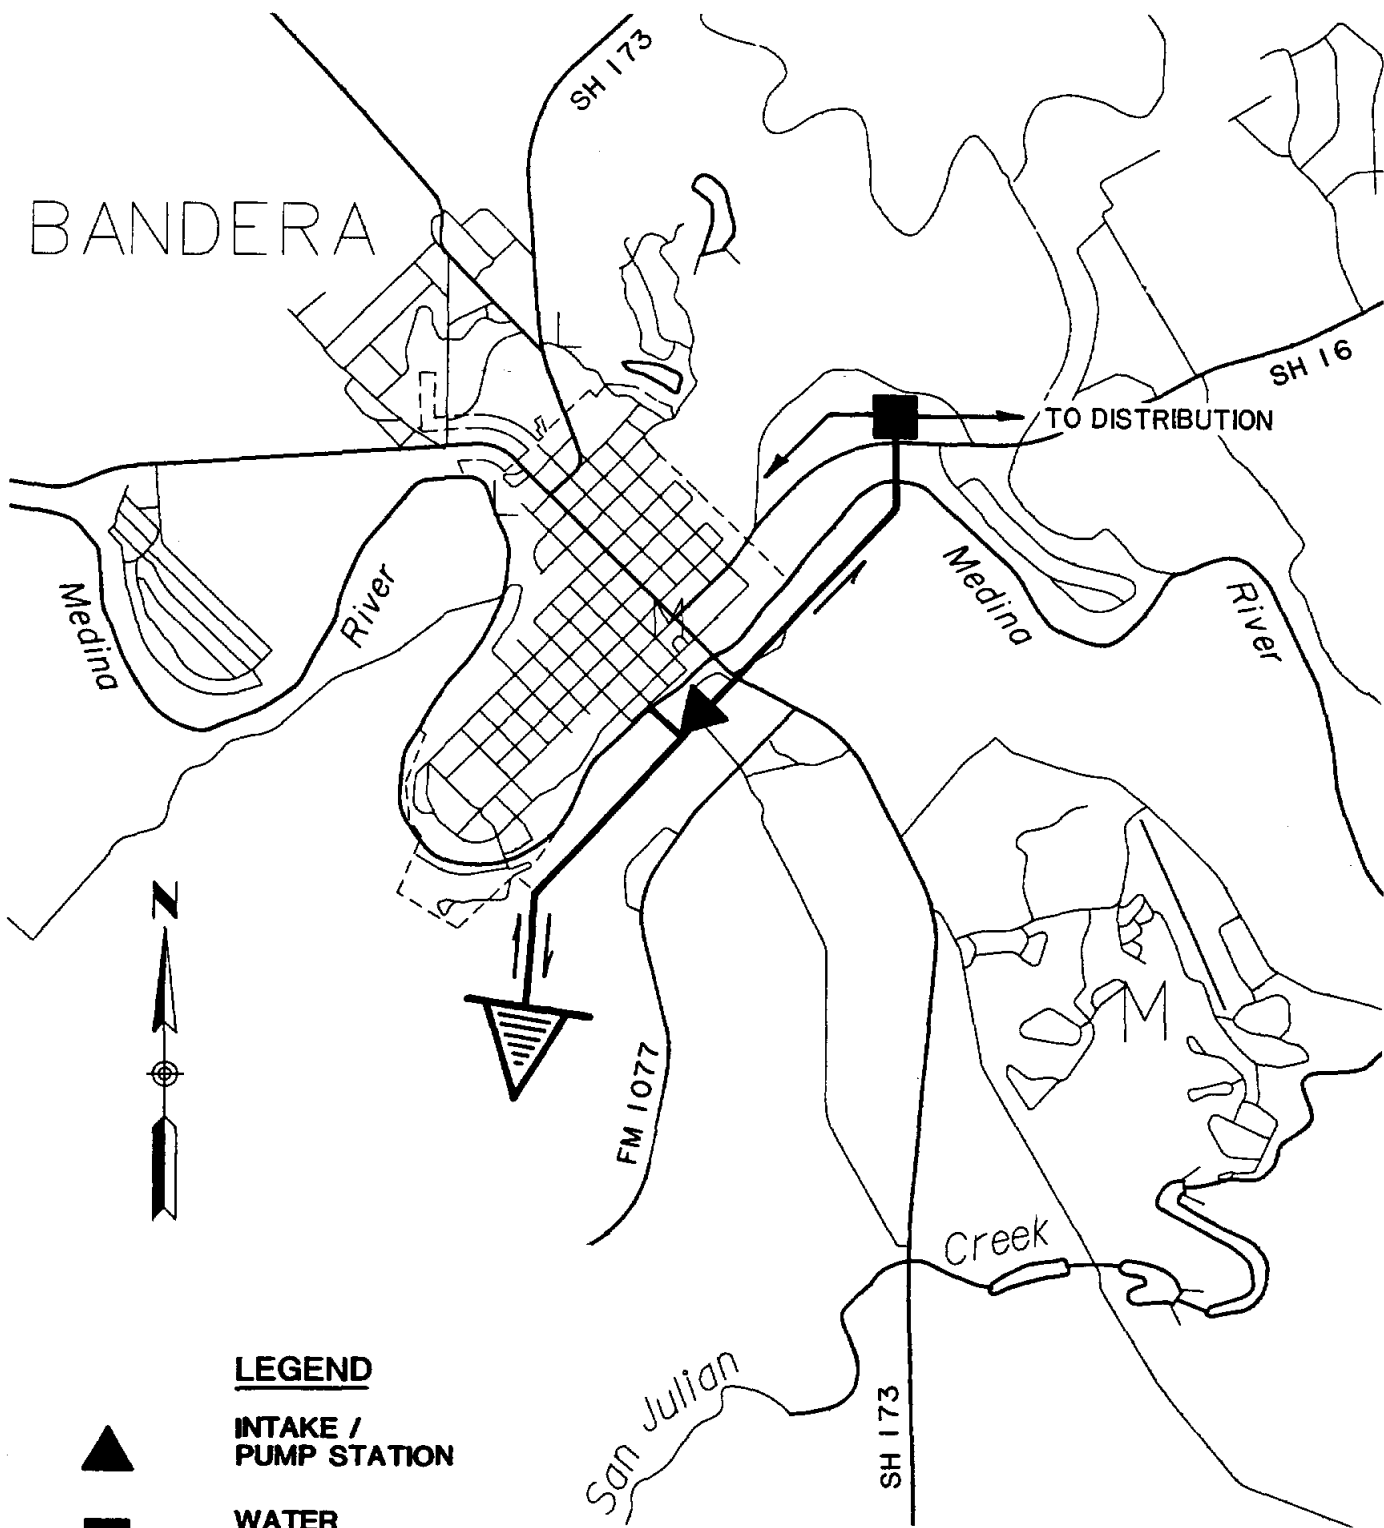 SH 173
BANDERA
SH 16
TO DISTRIBUTION
Medina
River
Medina
River
N
M
FM 1077
Creek
San Julian
SH 173
LEGEND
INTAKE /
PUMP STATION
WATER